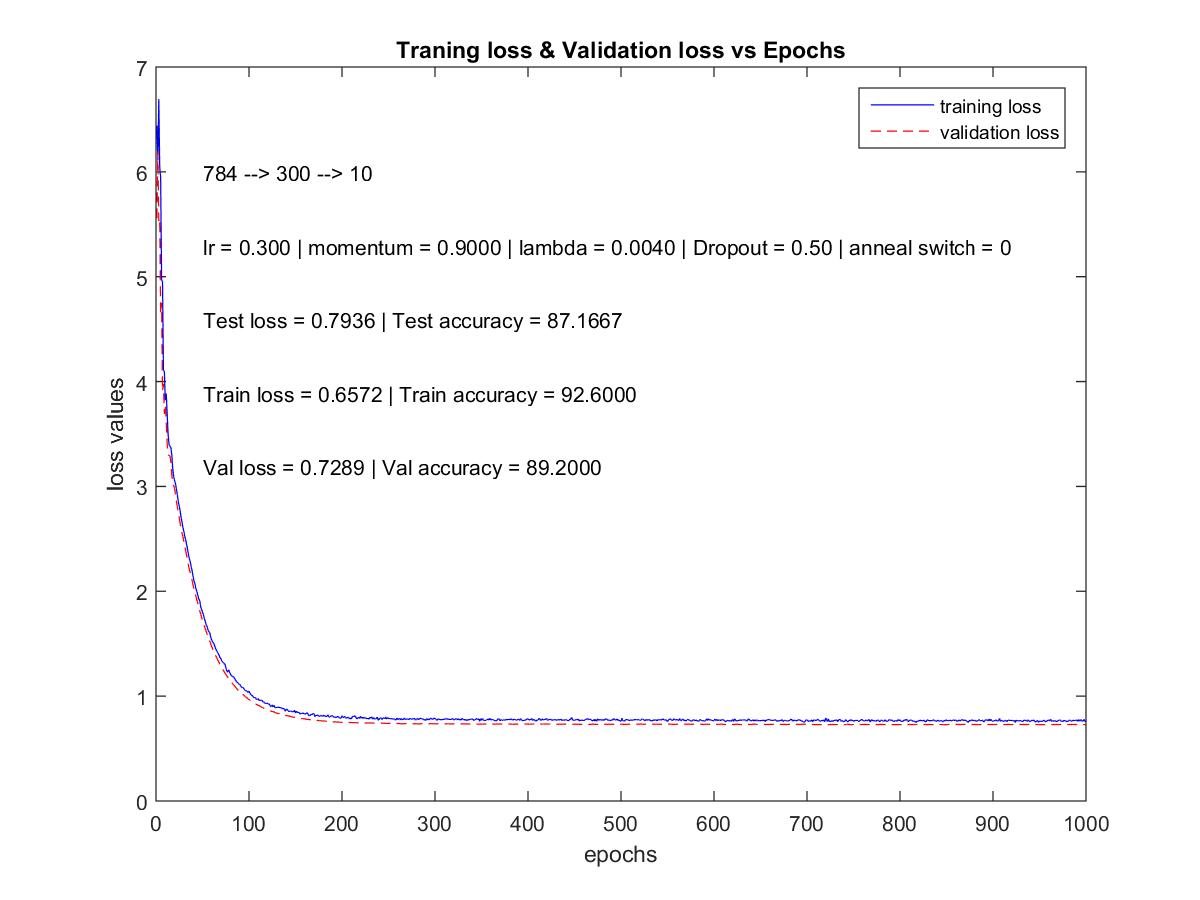 Traning loss & Validation loss vs Epochs
7
training loss
validation loss
6
784 --> 300 --> 10
lr = 0.300 | momentum = 0.9000 | lambda = 0.0040 | Dropout = 0.50 | anneal switch = 0
5
Test loss = 0.7936 | Test accuracy = 87.1667
4
Train loss = 0.6572 | Train accuracy = 92.6000
loss values
Val loss = 0.7289 | Val accuracy = 89.2000
3
2
1
0
0 100 200 300 400 500 600 700 800 900 1000
epochs